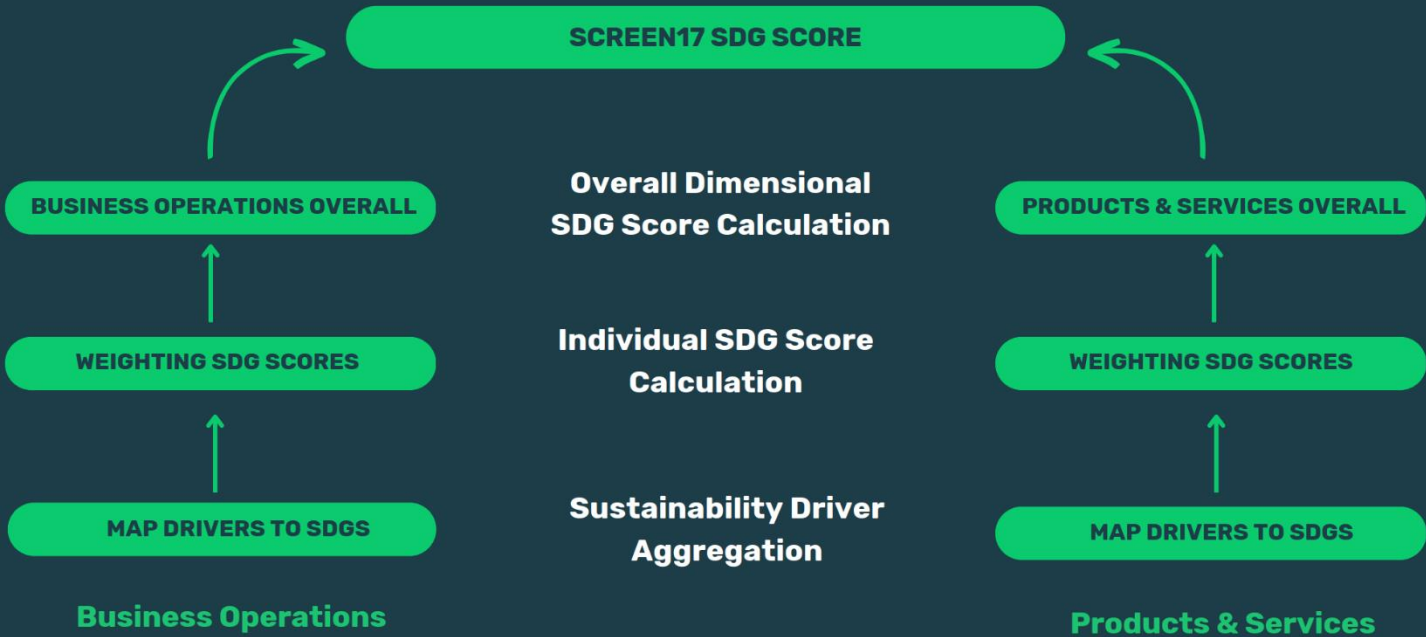 SCREEN17 SDG SCORE
Overall Dimensional
SDG Score Calculation
BUSINESS OPERATIONS OVERALL
PRODUCTS & SERVICES OVERALL
Individual SDG Score
Calculation
WEIGHTING SDG SCORES
WEIGHTING SDG SCORES
Sustainability Driver
Aggregation
MAP DRIVERS TO SDGS
MAP DRIVERS TO SDGS
Business Operations
Products & Services